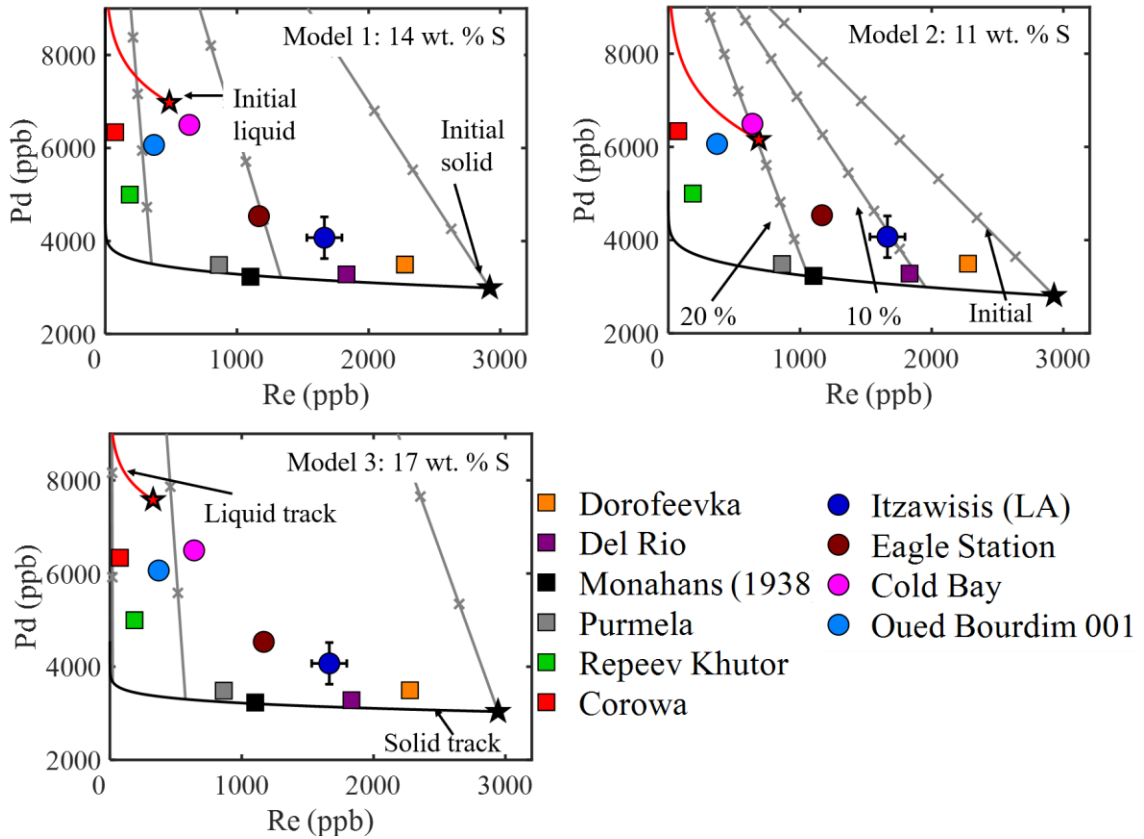 Model 1: 14 wt. % S
8000
6000
4000
2000
Pd (ppb)
Initial
liquid
Initial
solid
0
1000
2000
3000
Re (ppb)
Model 2: 11 wt. % S
8000
6000
4000
2000
Pd (ppb)
20 %
10 %
Initial
0
1000
2000
3000
Re (ppb)
Model 3: 17 wt. % S
8000
6000
4000
2000
Pd (ppb)
Liquid track
Solid track
0
1000
2000
3000
Re (ppb)
Dorofeevka
Del Rio
Monahans (1938
Purmela
Repeev Khutor
Corowa
Itzawisis (LA)
Eagle Station
Cold Bay
Oued Bourdim 001